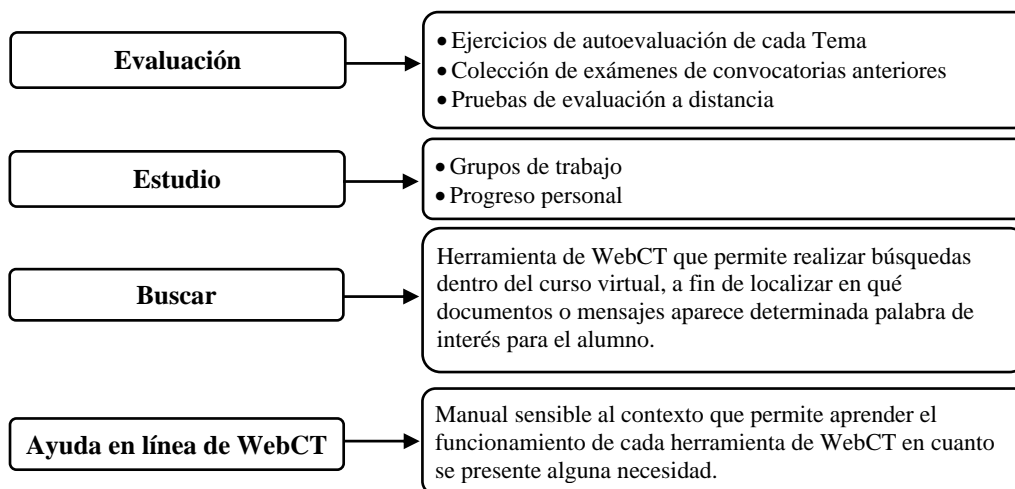 Evaluación
• Ejercicios de autoevaluación de cada Tema
• Colección de exámenes de convocatorias anteriores
• Pruebas de evaluación a distancia
Estudio
• Grupos de trabajo
• Progreso personal
Buscar
Herramienta de WebCT que permite realizar búsquedas
dentro del curso virtual, a fin de localizar en qué
documentos o mensajes aparece determinada palabra de
interés para el alumno.
Ayuda en línea de WebCT
Manual sensible al contexto que permite aprender el
funcionamiento de cada herramienta de WebCT en cuanto
se presente alguna necesidad.